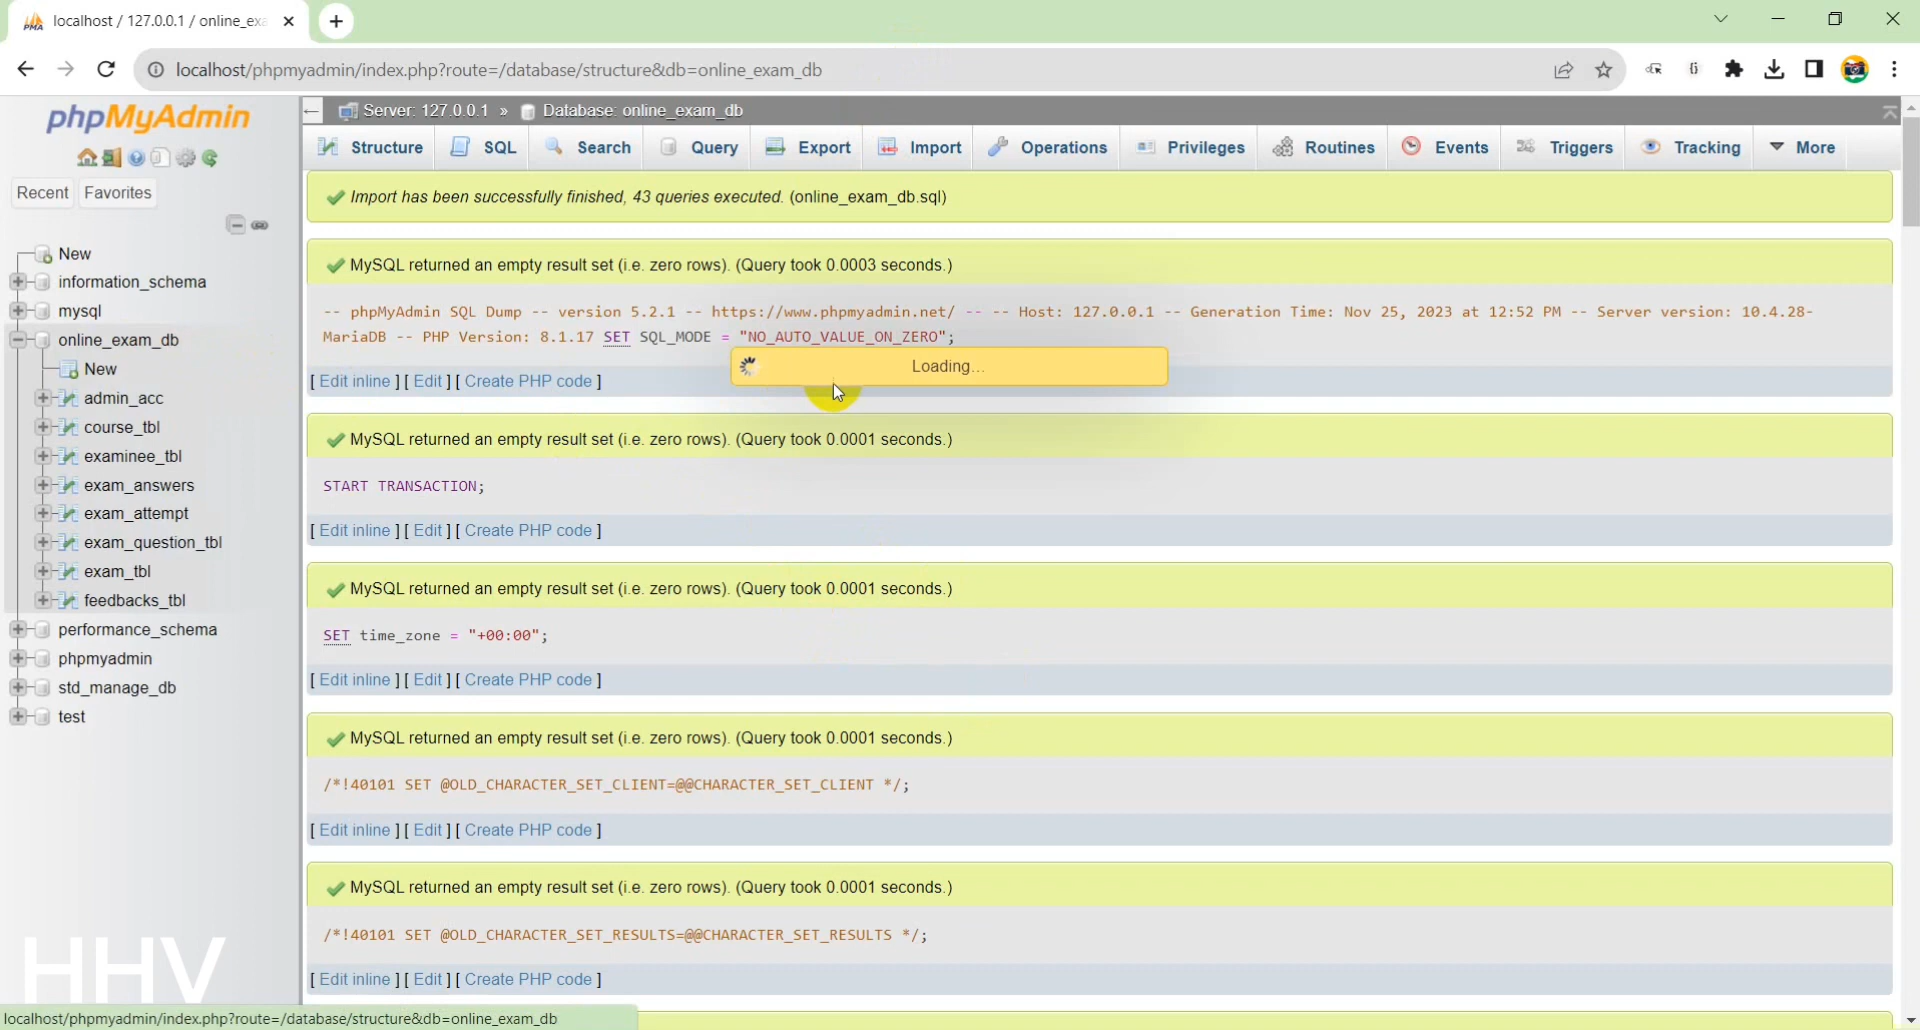 localhost / 127.0.0.1 / online_exa
localhost/phpmyadmin/index.php?route=/database/structure&db=online_exam_db
phpMyAdmin
Recent Favorites
New
information_schema
mysql
online_exam_db
New
admin_acc
course_tbl
examinee_tbl
exam_answers
exam_attempt
exam_question_tbl
exam_tbl
feedbacks_tbl
performance_schema
phpmyadmin
std_manage_db
test
Server: 127.0.0.1 » Database: online_exam_db
Structure SQL Search Query Export Import Operations Privileges Routines Events Triggers Tracking More
Import has been successfully finished, 43 queries executed. (online_exam_db.sql)
MySQL returned an empty result set (i.e. zero rows). (Query took 0.0003 seconds.)
-- phpMyAdmin SQL Dump -- version 5.2.1 -- https://www.phpmyadmin.net/ -- -- Host: 127.0.0.1 -- Generation Time: Nov 25, 2023 at 12:52 PM -- Server version: 10.4.28-
MariaDB -- PHP Version: 8.1.17 SET SQL_MODE = "NO_AUTO_VALUE_ON_ZERO";
Loading...
[ Edit inline ] [ Edit ] [ Create PHP code ]
MySQL returned an empty result set (i.e. zero rows). (Query took 0.0001 seconds.)
START TRANSACTION;
[ Edit inline ] [ Edit ] [ Create PHP code ]
MySQL returned an empty result set (i.e. zero rows). (Query took 0.0001 seconds.)
SET time_zone = "+00:00";
[ Edit inline ] [ Edit ] [ Create PHP code ]
MySQL returned an empty result set (i.e. zero rows). (Query took 0.0001 seconds.)
/*!40101 SET @OLD_CHARACTER_SET_CLIENT=@@CHARACTER_SET_CLIENT */;
[ Edit inline ] [ Edit ] [ Create PHP code ]
MySQL returned an empty result set (i.e. zero rows). (Query took 0.0001 seconds.)
/*!40101 SET @OLD_CHARACTER_SET_RESULTS=@@CHARACTER_SET_RESULTS */;
[ Edit inline ] [ Edit ] [ Create PHP code ]
HHV
localhost/phpmyadmin/index.php?route=/database/structure&db=online_exam_db